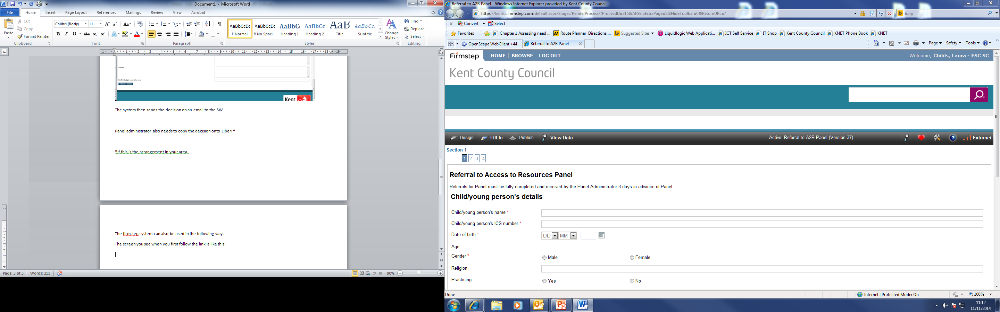 Document1 - Microsoft Word
File Home Insert Page Layout References Mailings Review View Acrobat
Cut
Copy
Format Painter
Paste
Calibri (Body) 11
AaBbCcDc AaBbCcDc AaBbC AaBbCc AaB AaBbCc.
¶ Normal ¶ No Spaci... Heading 1 Heading 2 Title Subtitle
Change Styles
Find
Replace
Select
Clipboard Font Paragraph Styles Editing
Actions
Confirm budget code to be used
Submit Cancel
Kent
The system then sends the decision on an email to the SW.
Panel administrator also needs to copy the decision onto Liberi *
*if this is the arrangement in your area.
The firmstep system can also be used in the following ways.
The screen you see when you first follow the link is like this:
Page: 3 of 3 Words: 211 90%
Referral to A2R Panel - Windows Internet Explorer provided by Kent County Council
https://kentcc.firmstep.com/default.aspx/Stages/RenderProcess/?ProcessID=215&AFSkipExtraPage=1&HideToolbar=0&ReturnURL=/
Bing
x Convert Select
Favorites Chapter 1 Assessing need ... Route Planner Directions,... Suggested Sites Liquidlogic Web Applicati... ICT Self Service IT Shop Kent County Council KNET Phone Book KNET
OpenScape WebClient +44... Referral to A2R Panel
Page Safety Tools
Firmstep HOME BROWSE LOG OUT
Welcome, Childs, Laura - FSC SC
Kent County Council
Design Fill In Publish View Data
Active: Referral to A2R Panel (Version 37)
Extranet
Section 1
1 2 3 4
Referral to Access to Resources Panel
Referrals for Panel must be fully completed and received by the Panel Administrator 3 days in advance of Panel.
Child/young person's details
Child/young person's name *
Child/young person's ICS number *
Date of birth * DD MM
Age
Gender * Male Female
Religion
Practising Yes No
Done
Internet | Protected Mode: On
100%
11:12
11/11/2014